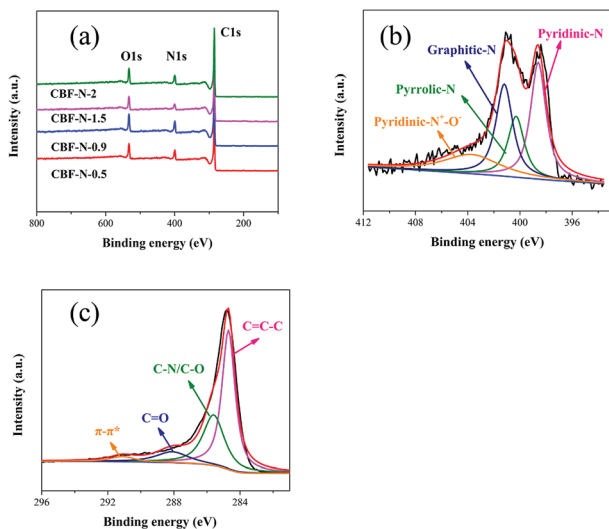 (a)
C1s
O1s N1s
CBF-N-2
CBF-N-1.5
CBF-N-0.9
CBF-N-0.5
Intensity (a.u.)
800 600 400 200
Binding energy (eV)
(b)
Pyridinic-N
Graphitic-N
Pyrrolic-N
Pyridinic-N⁺-O⁻
Intensity (a.u.)
412 408 404 400 396
Binding energy (eV)
(c)
C=C-C
C-N/C-O
C=O
π-π*
Intensity (a.u.)
296 292 288 284
Binding energy (eV)